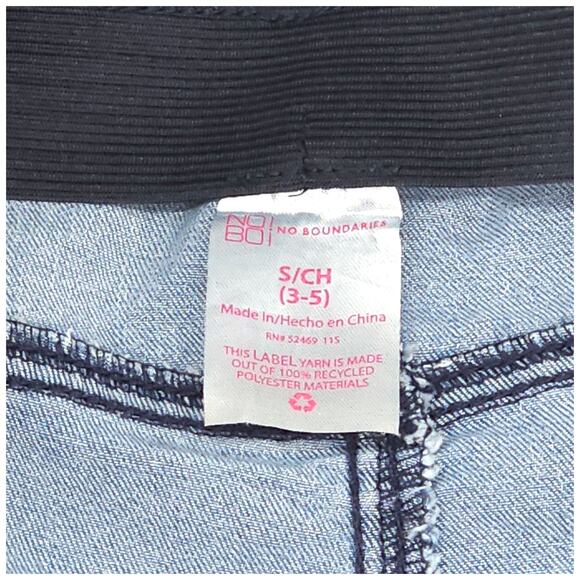 NO!
BO!
NO BOUNDARIES
S/CH
(3-5)
Made In/Hecho en China
RN# 52469 115
THIS LABEL YARN IS MADE
OUT OF 100% RECYCLED
POLYESTER MATERIALS